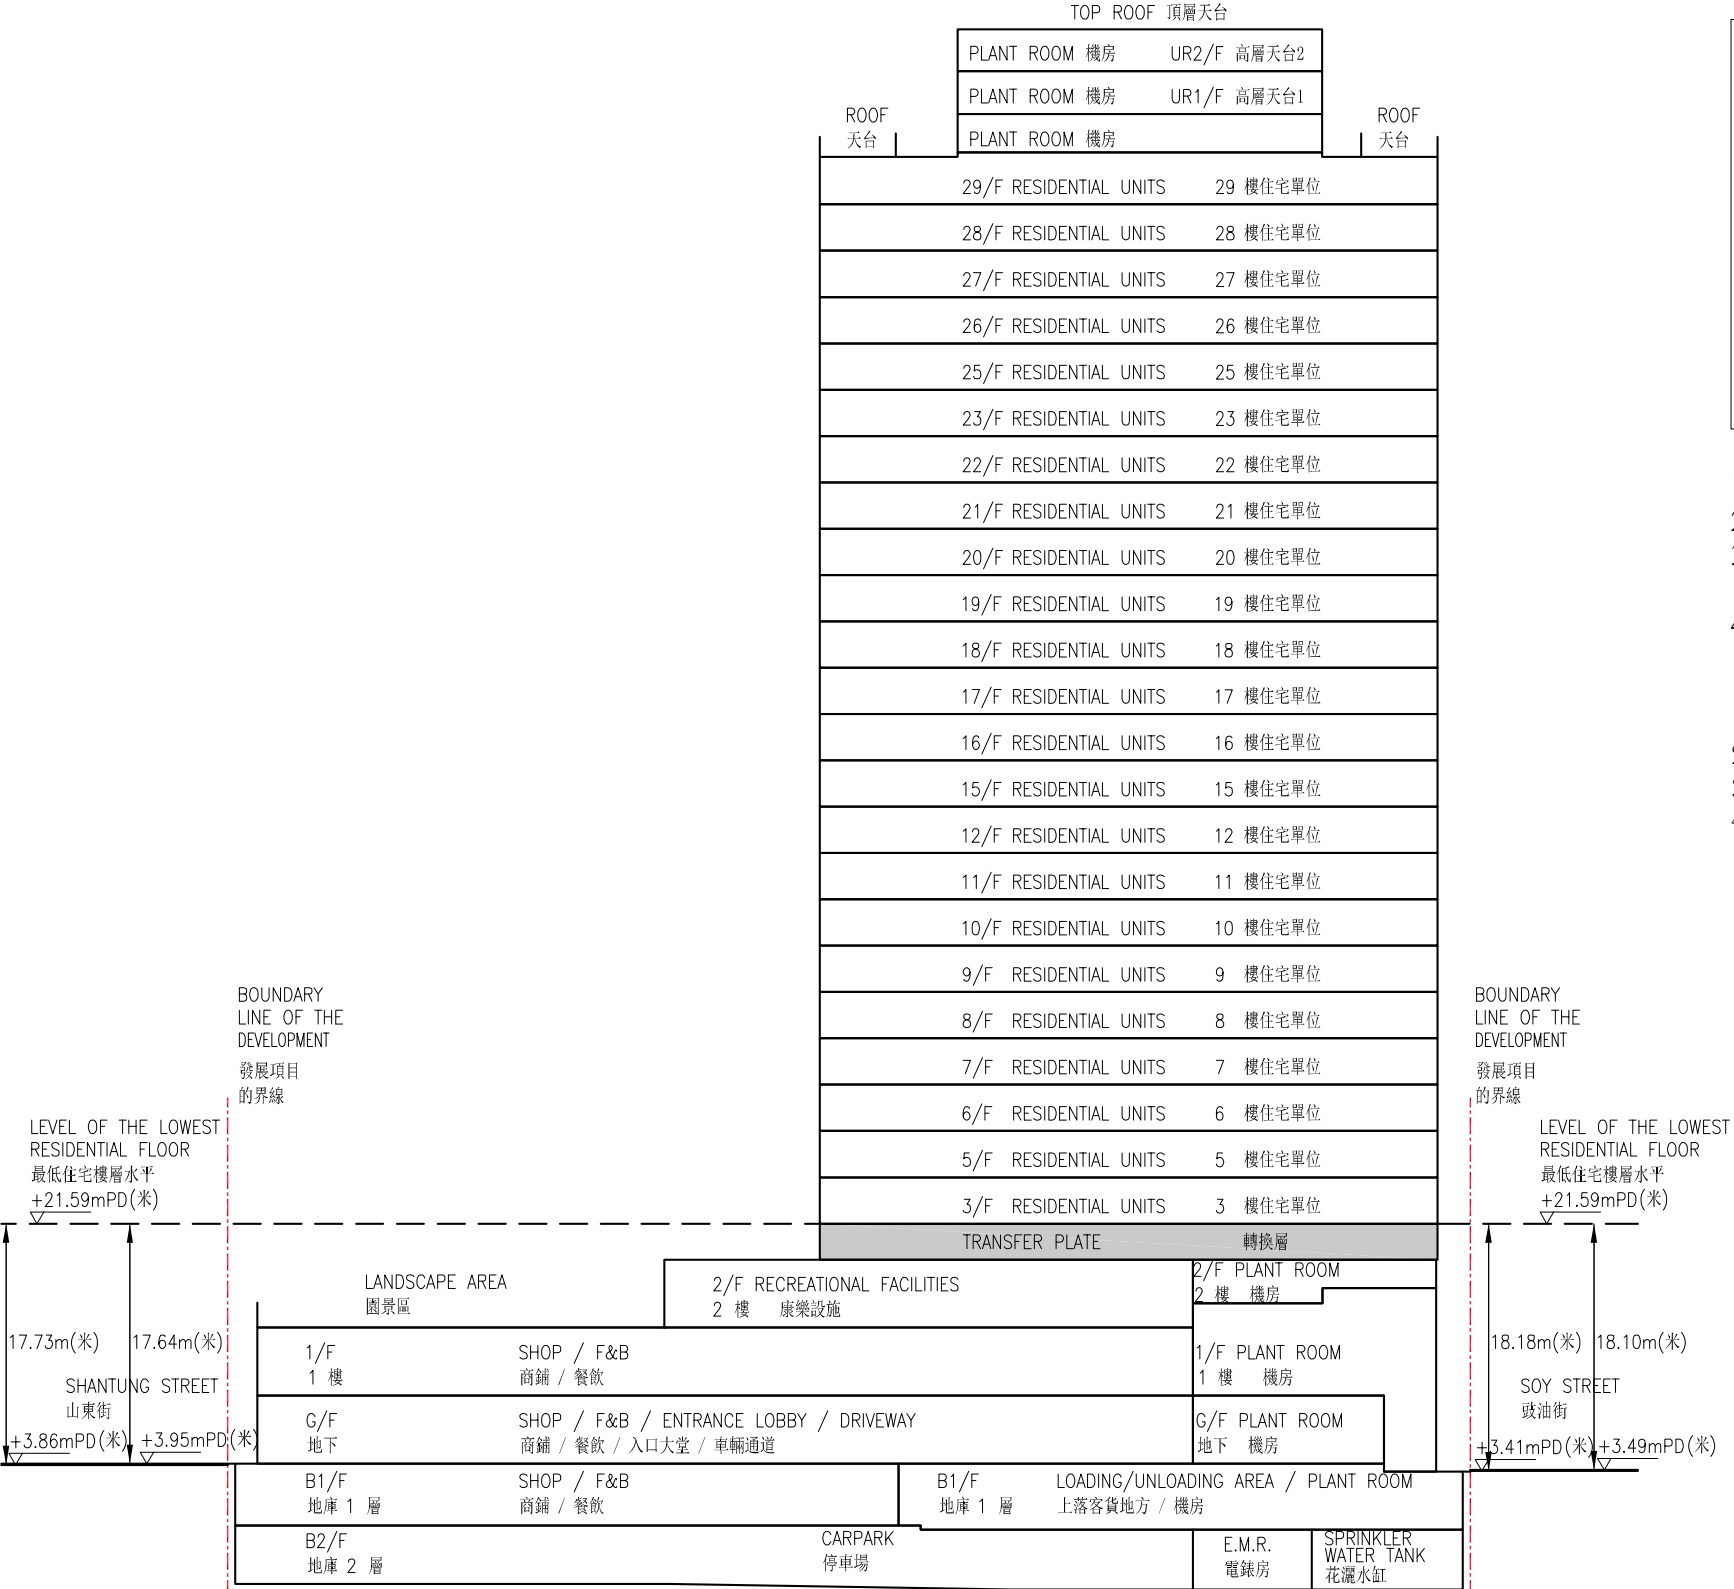 TOP ROOF 頂層天台
PLANT ROOM 機房 UR2/F 高層天台2
PLANT ROOM 機房 UR1/F 高層天台1
ROOF
天台
PLANT ROOM 機房
ROOF
天台
29/F RESIDENTIAL UNITS 29 樓住宅單位
28/F RESIDENTIAL UNITS 28 樓住宅單位
27/F RESIDENTIAL UNITS 27 樓住宅單位
26/F RESIDENTIAL UNITS 26 樓住宅單位
25/F RESIDENTIAL UNITS 25 樓住宅單位
23/F RESIDENTIAL UNITS 23 樓住宅單位
22/F RESIDENTIAL UNITS 22 樓住宅單位
21/F RESIDENTIAL UNITS 21 樓住宅單位
20/F RESIDENTIAL UNITS 20 樓住宅單位
19/F RESIDENTIAL UNITS 19 樓住宅單位
18/F RESIDENTIAL UNITS 18 樓住宅單位
17/F RESIDENTIAL UNITS 17 樓住宅單位
16/F RESIDENTIAL UNITS 16 樓住宅單位
15/F RESIDENTIAL UNITS 15 樓住宅單位
12/F RESIDENTIAL UNITS 12 樓住宅單位
11/F RESIDENTIAL UNITS 11 樓住宅單位
10/F RESIDENTIAL UNITS 10 樓住宅單位
9/F RESIDENTIAL UNITS 9 樓住宅單位
8/F RESIDENTIAL UNITS 8 樓住宅單位
7/F RESIDENTIAL UNITS 7 樓住宅單位
6/F RESIDENTIAL UNITS 6 樓住宅單位
5/F RESIDENTIAL UNITS 5 樓住宅單位
3/F RESIDENTIAL UNITS 3 樓住宅單位
TRANSFER PLATE 轉換層
BOUNDARY
LINE OF THE
DEVELOPMENT
發展項目
的界線
BOUNDARY
LINE OF THE
DEVELOPMENT
發展項目
的界線
LEVEL OF THE LOWEST
RESIDENTIAL FLOOR
最低住宅樓層水平
+21.59mPD(米)
LEVEL OF THE LOWEST
RESIDENTIAL FLOOR
最低住宅樓層水平
+21.59mPD(米)
LANDSCAPE AREA
園景區
2/F RECREATIONAL FACILITIES
2 樓 康樂設施
2/F PLANT ROOM
2 樓 機房
17.73m(米) 17.64m(米)
1/F SHOP / F&B
1 樓 商鋪 / 餐飲
1/F PLANT ROOM
1 樓 機房
18.18m(米) 18.10m(米)
SHANTUNG STREET
山東街
+3.86mPD(米) +3.95mPD(米)
G/F SHOP / F&B / ENTRANCE LOBBY / DRIVEWAY
地下 商鋪 / 餐飲 / 入口大堂 / 車輛通道
G/F PLANT ROOM
地下 機房
SOY STREET
豉油街
+3.41mPD(米) +3.49mPD(米)
B1/F SHOP / F&B
地庫 1 層 商鋪 / 餐飲
B1/F LOADING/UNLOADING AREA / PLANT ROOM
地庫 1 層 上落客貨地方 / 機房
B2/F CARPARK
地庫 2 層 停車場
E.M.R.
電錶房
SPRINKLER
WATER TANK
花灑水缸